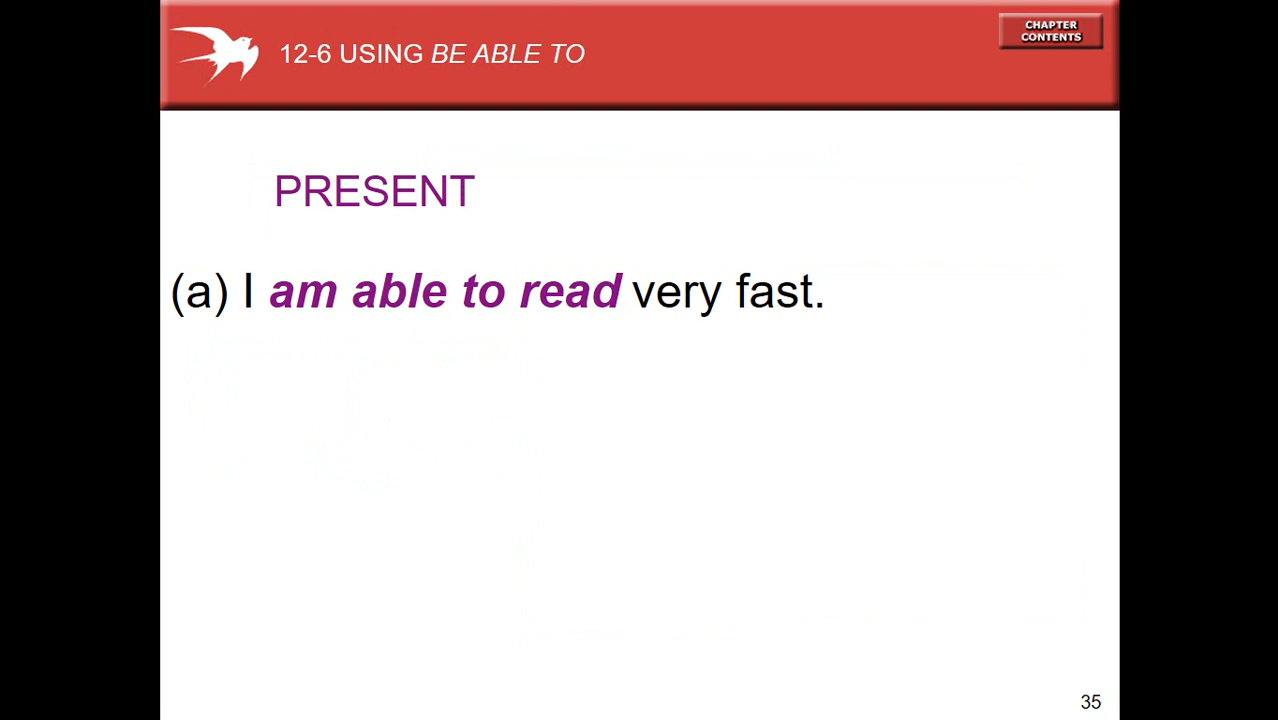 CHAPTER
CONTENTS
12-6 USING BE ABLE TO
PRESENT
(a) I am able to read very fast.
35